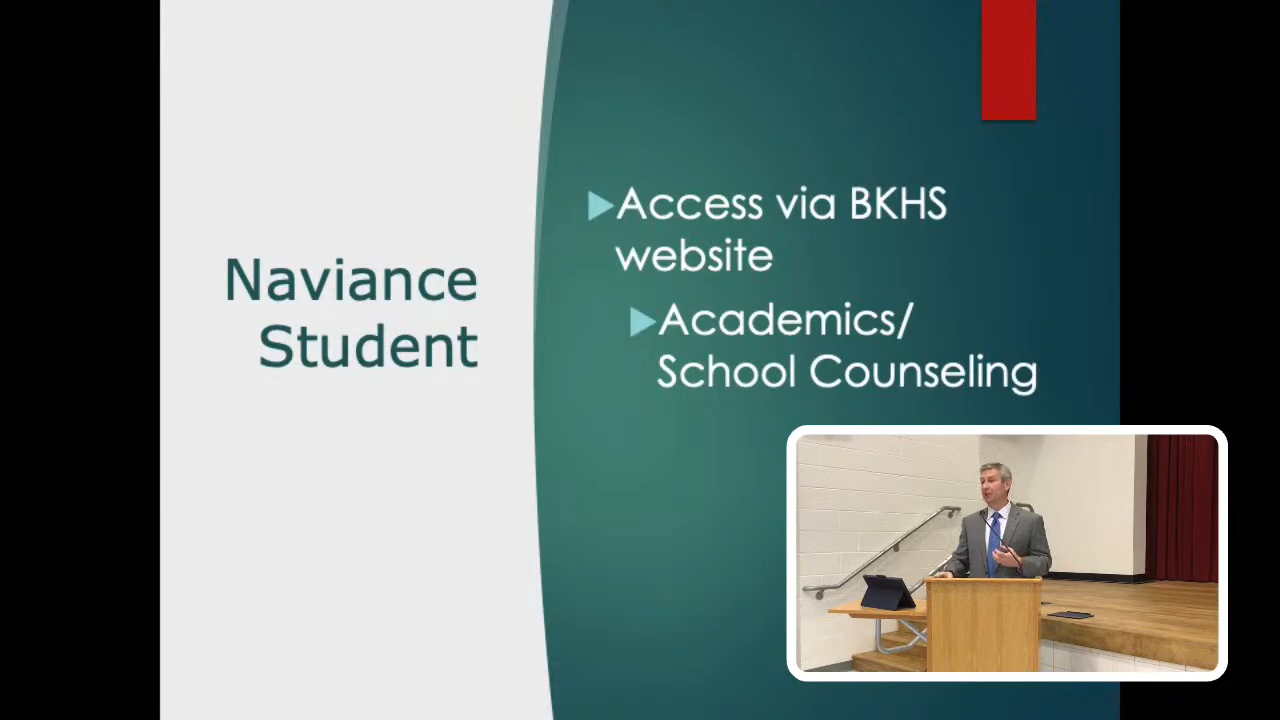 Naviance
Student
Access via BKHS
website
Academics/
School Counseling